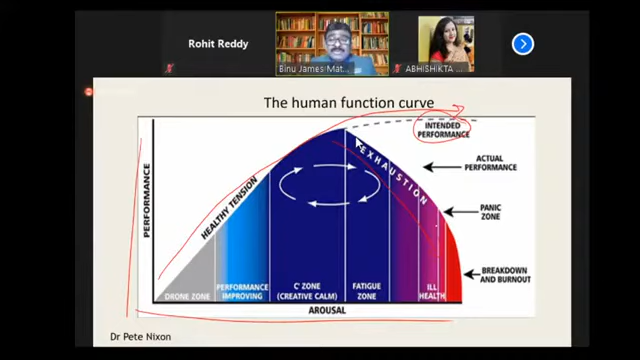 Rohit Reddy
Binu James Mat...
ABHISHIKTA ...
The human function curve
INTENDED
PERFORMANCE
EXHAUSTION
ACTUAL
PERFORMANCE
HEALTHY TENSION
PERFORMANCE
PANIC
ZONE
BREAKDOWN
AND BURNOUT
DRONE ZONE
PERFORMANCE
IMPROVING
C' ZONE
(CREATIVE CALM)
FATIGUE
ZONE
ILL
HEALTH
AROUSAL
Dr Pete Nixon